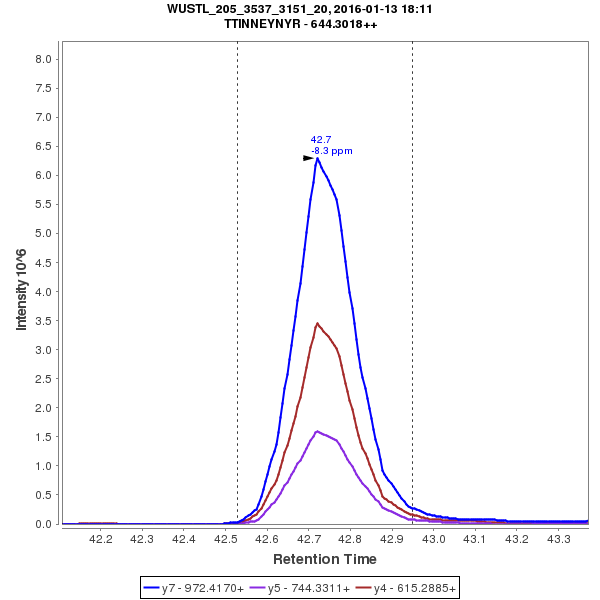 WUSTL_205_3537_3151_20, 2016-01-13 18:11
TTINNEYNYR - 644.3018++
8.0
7.5
7.0
6.5
6.0
5.5
5.0
4.5
4.0
3.5
3.0
2.5
2.0
1.5
1.0
0.5
0.0
Intensity 10^6
42.7
-8.3 ppm
42.2 42.3 42.4 42.5 42.6 42.7 42.8 42.9 43.0 43.1 43.2 43.3
Retention Time
y7 - 972.4170+ y5 - 744.3311+ y4 - 615.2885+